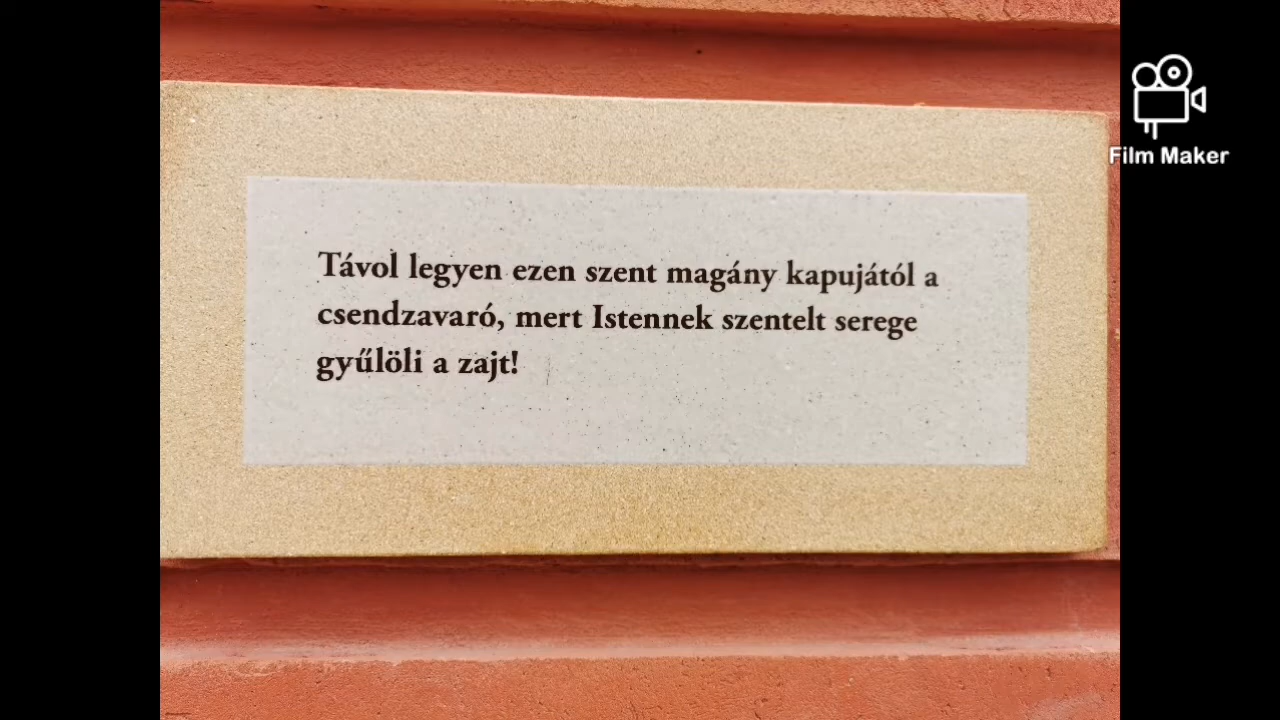 Távol legyen ezen szent magány kapujától a
csendzavaró, mert Istennek szentelt serege
gyűlöli a zajt!
Film Maker